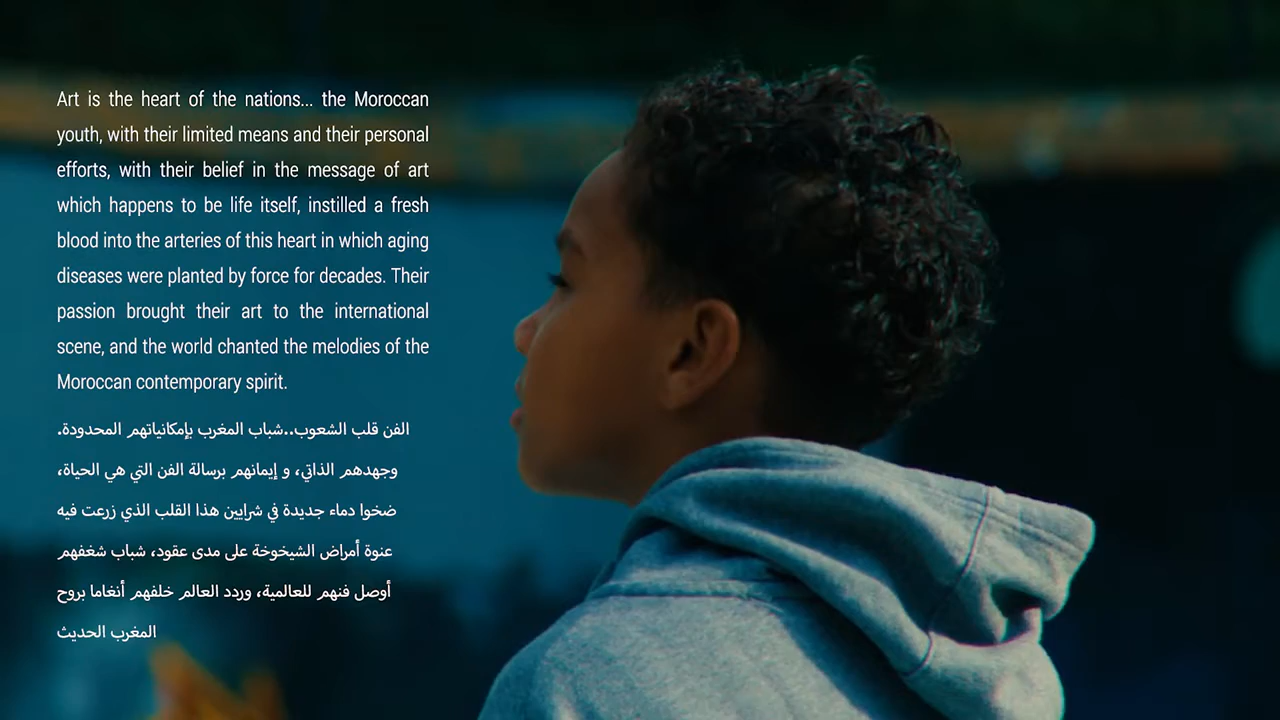 Art is the heart of the nations... the Moroccan
youth, with their limited means and their personal
efforts, with their belief in the message of art
which happens to be life itself, instilled a fresh
blood into the arteries of this heart in which aging
diseases were planted by force for decades. Their
passion brought their art to the international
scene, and the world chanted the melodies of the
Moroccan contemporary spirit.
الفن قلب الشعوب..شباب المغرب بإمكانياتهم المحدودة.
وجهدهم الذاتي، و إيمانهم برسالة الفن التي هي الحياة،
ضخوا دماء جديدة في شرايين هذا القلب الذي زرعت فيه
عنوة أمراض الشيخوخة على مدى عقود، شباب شغفهم
أوصل فنهم للعالمية، وردد العالم خلفهم أنغاما بروح
المغرب الحديث